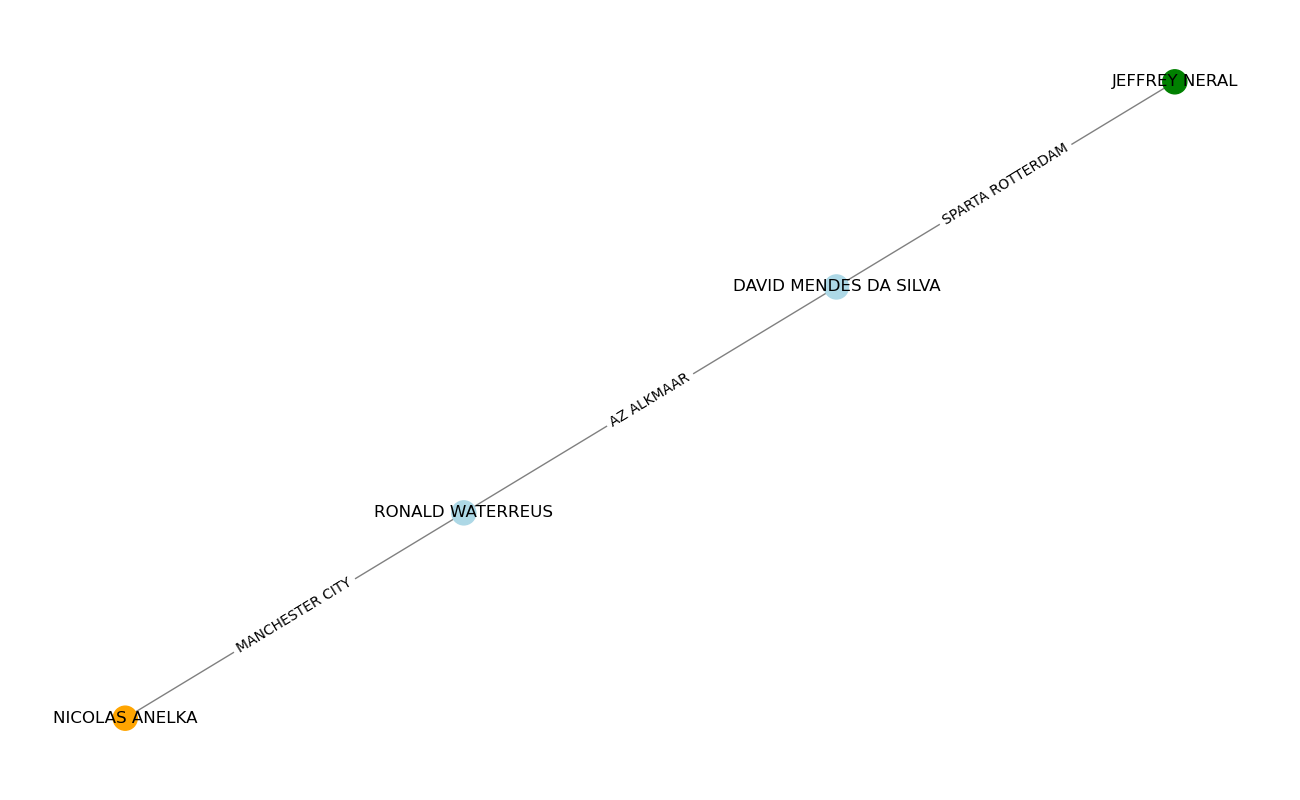 JEFFREY NERAL
SPARTA ROTTERDAM
DAVID MENDES DA SILVA
AZ ALKMAAR
RONALD WATERREUS
MANCHESTER CITY
NICOLAS ANELKA